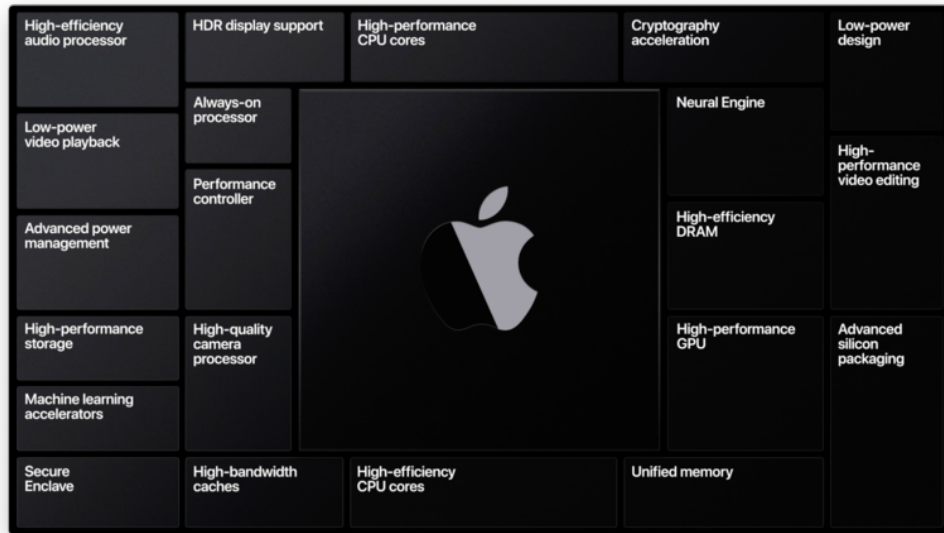 High-efficiency
audio processor
HDR display support
High-performance
CPU cores
Cryptography
acceleration
Low-power
design
Always-on
processor
Neural Engine
Low-power
video playback
High-
performance
video editing
Performance
controller
High-efficiency
DRAM
Advanced power
management
High-performance
storage
High-quality
camera
processor
High-performance
GPU
Advanced
silicon
packaging
Machine learning
accelerators
Secure
Enclave
High-bandwidth
caches
High-efficiency
CPU cores
Unified memory